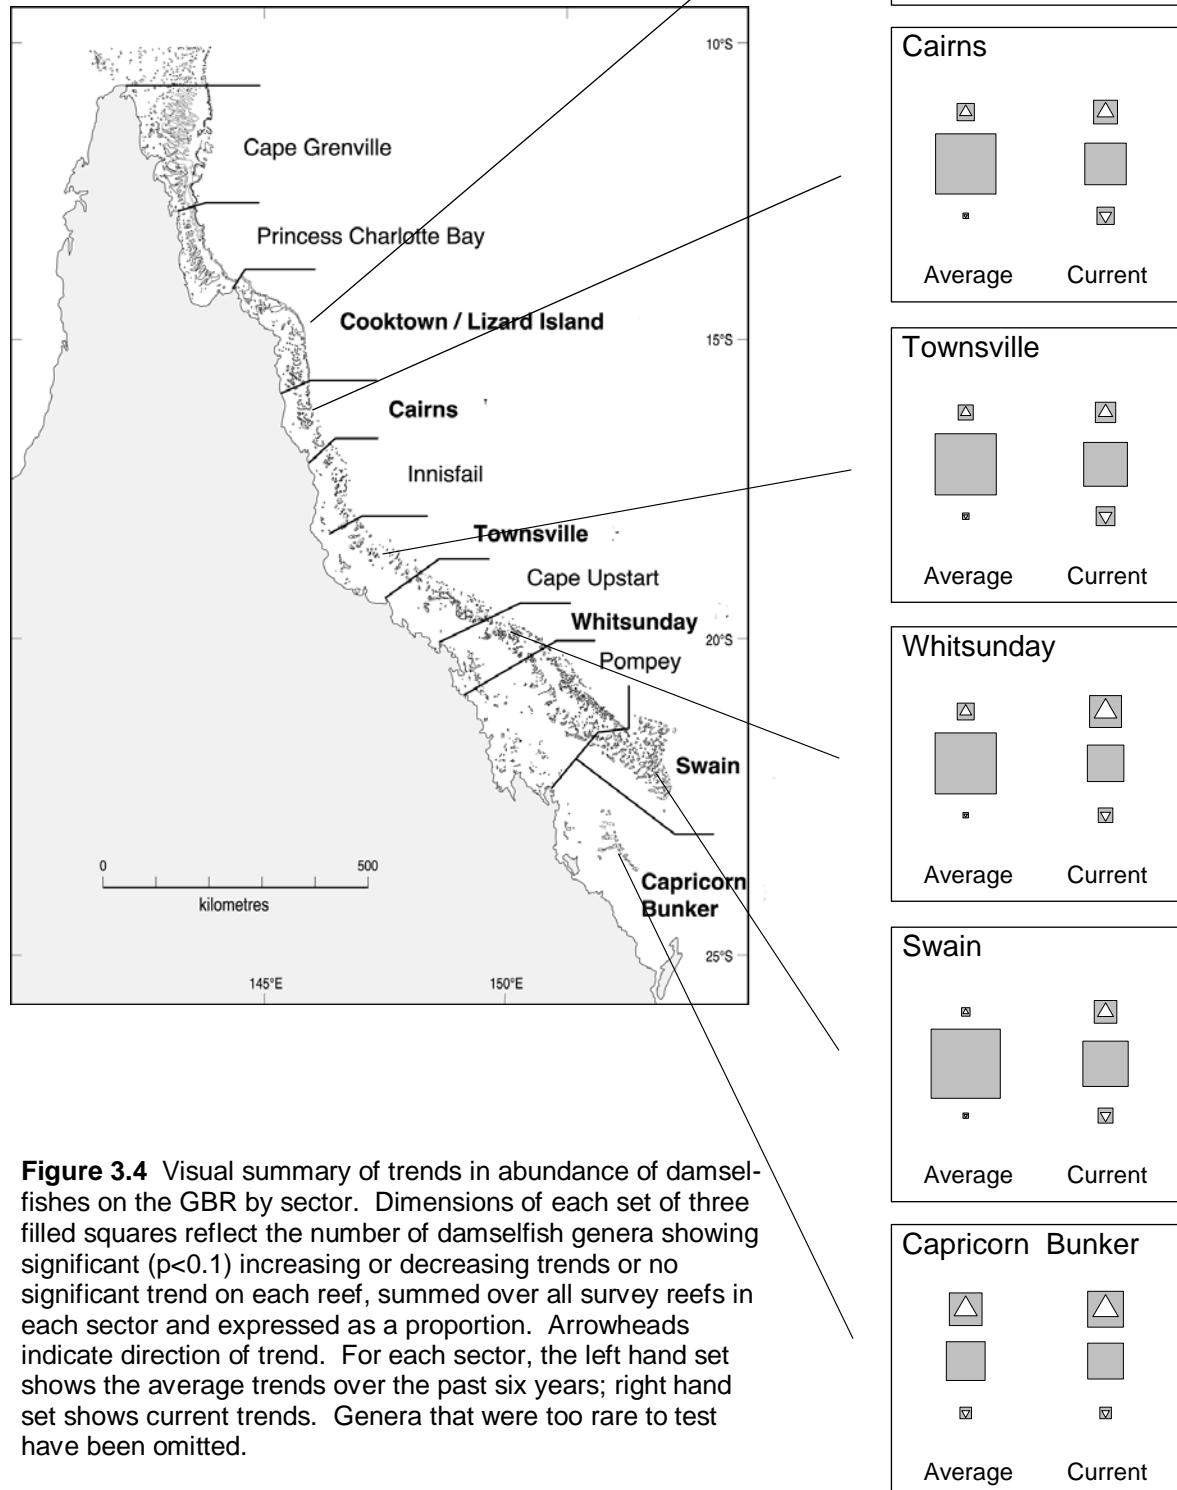 10°S
Cape Grenville
Princess Charlotte Bay
Cooktown / Lizard Island
15°S
Cairns
Innisfail
Townsville
Cape Upstart
Whitsunday
20°S
Pompey
Swain
0 500
kilometres
Capricorn
Bunker
25°S
145°E 150°E
Cairns
Average Current
Townsville
Average Current
Whitsunday
Average Current
Swain
Average Current
Capricorn Bunker
Average Current
Figure 3.4 Visual summary of trends in abundance of damsel-
fishes on the GBR by sector. Dimensions of each set of three
filled squares reflect the number of damselfish genera showing
significant (p<0.1) increasing or decreasing trends or no
significant trend on each reef, summed over all survey reefs in
each sector and expressed as a proportion. Arrowheads
indicate direction of trend. For each sector, the left hand set
shows the average trends over the past six years; right hand
set shows current trends. Genera that were too rare to test
have been omitted.